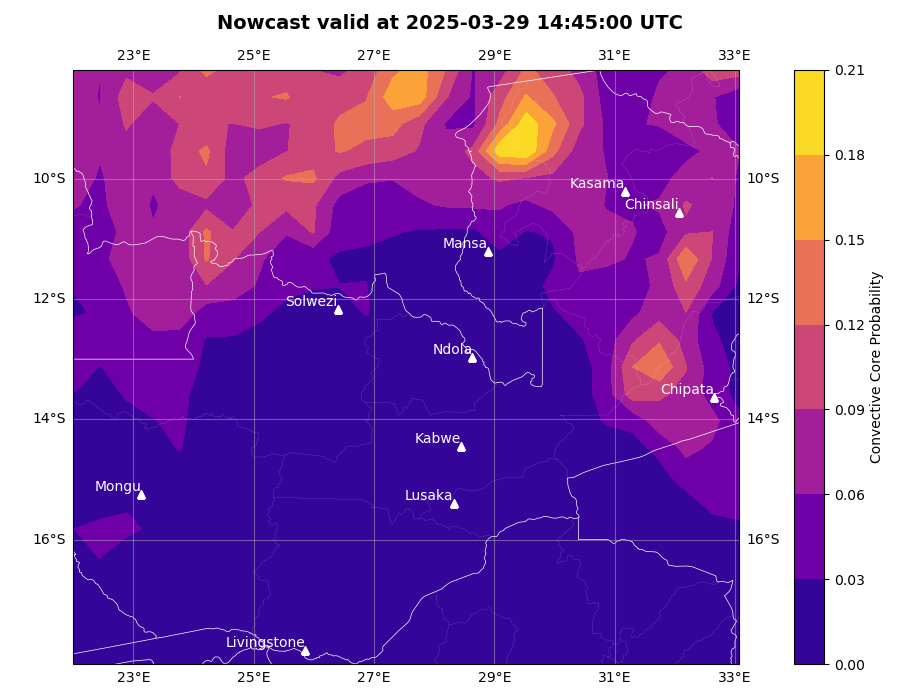 Nowcast valid at 2025-03-29 14:45:00 UTC
23°E 25°E 27°E 29°E 31°E 33°E
0.21
0.18
10°S Kasama 10°S
Chinsali
0.15
Mansa
12°S Solwezi 12°S
0.12
Ndola
Chipata
0.09
14°S 14°S
Kabwe
Mongu Lusaka
0.06
16°S 16°S
0.03
Livingstone
0.00
23°E 25°E 27°E 29°E 31°E 33°E
Convective Core Probability